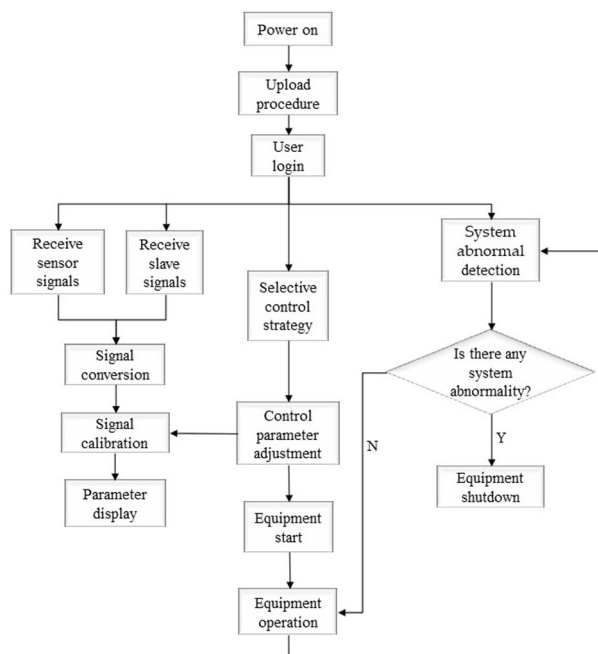 Power on
Upload
procedure
User
login
Receive
sensor
signals
Receive
slave
signals
Selective
control
strategy
System
abnormal
detection
Signal
conversion
Is there any
system
abnormality?
Signal
calibration
Control
parameter
adjustment
N
Y
Parameter
display
Equipment
shutdown
Equipment
start
Equipment
operation